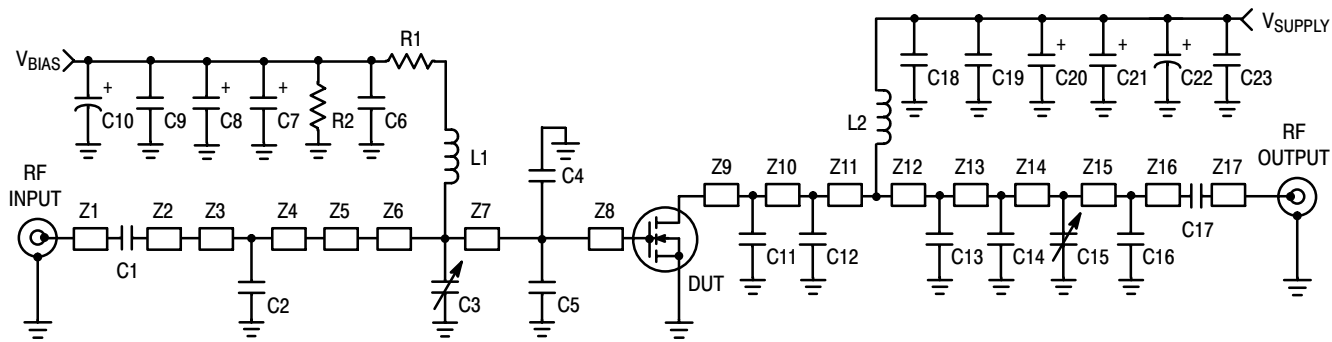 V_BIAS
R1
V_SUPPLY
+
+
+
C10
C9
C8
C7
R2
C6
+
+
+
C18
C19
C20
C21
C22
C23
L1
L2
C4
RF
INPUT
RF
OUTPUT
Z1
Z2
Z3
Z4
Z5
Z6
Z7
Z8
Z9
Z10
Z11
Z12
Z13
Z14
Z15
Z16
Z17
C1
C2
C3
C5
DUT
C11
C12
C13
C14
C15
C16
C17